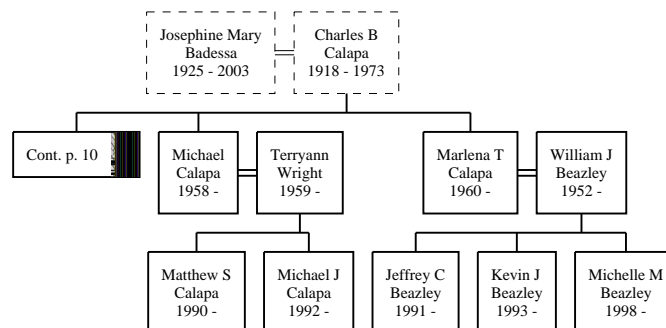 Josephine Mary
Badessa
1925 - 2003
Charles B
Calapa
1918 - 1973
Cont. p. 10
Michael
Calapa
1958 -
Terryann
Wright
1959 -
Marlena T
Calapa
1960 -
William J
Beazley
1952 -
Matthew S
Calapa
1990 -
Michael J
Calapa
1992 -
Jeffrey C
Beazley
1991 -
Kevin J
Beazley
1993 -
Michelle M
Beazley
1998 -